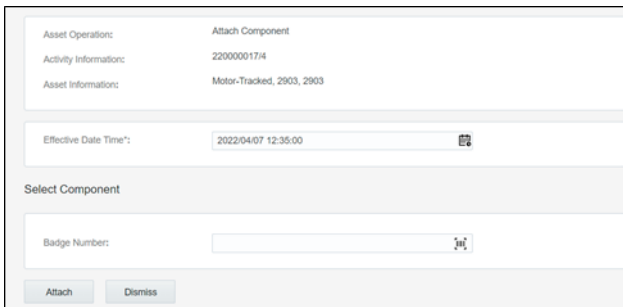 Asset Operation: Attach Component
Activity Information: 220000017/4
Asset Information: Motor-Tracked, 2903, 2903
Effective Date Time*: 2022/04/07 12:35:00
Select Component
Badge Number:
Attach Dismiss